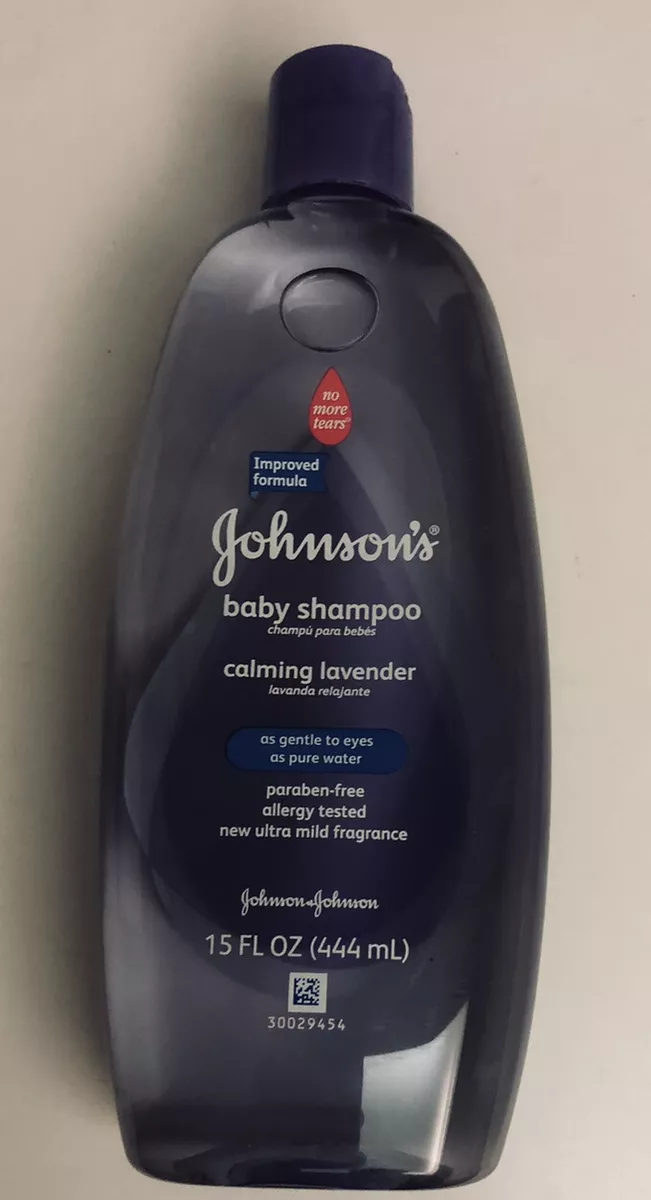 no
more
tears®
Improved
formula
Johnson's®
baby shampoo
champú para bebés
calming lavender
lavanda relajante
as gentle to eyes
as pure water
paraben-free
allergy tested
new ultra mild fragrance
Johnson & Johnson
15 FL OZ (444 mL)
30029454